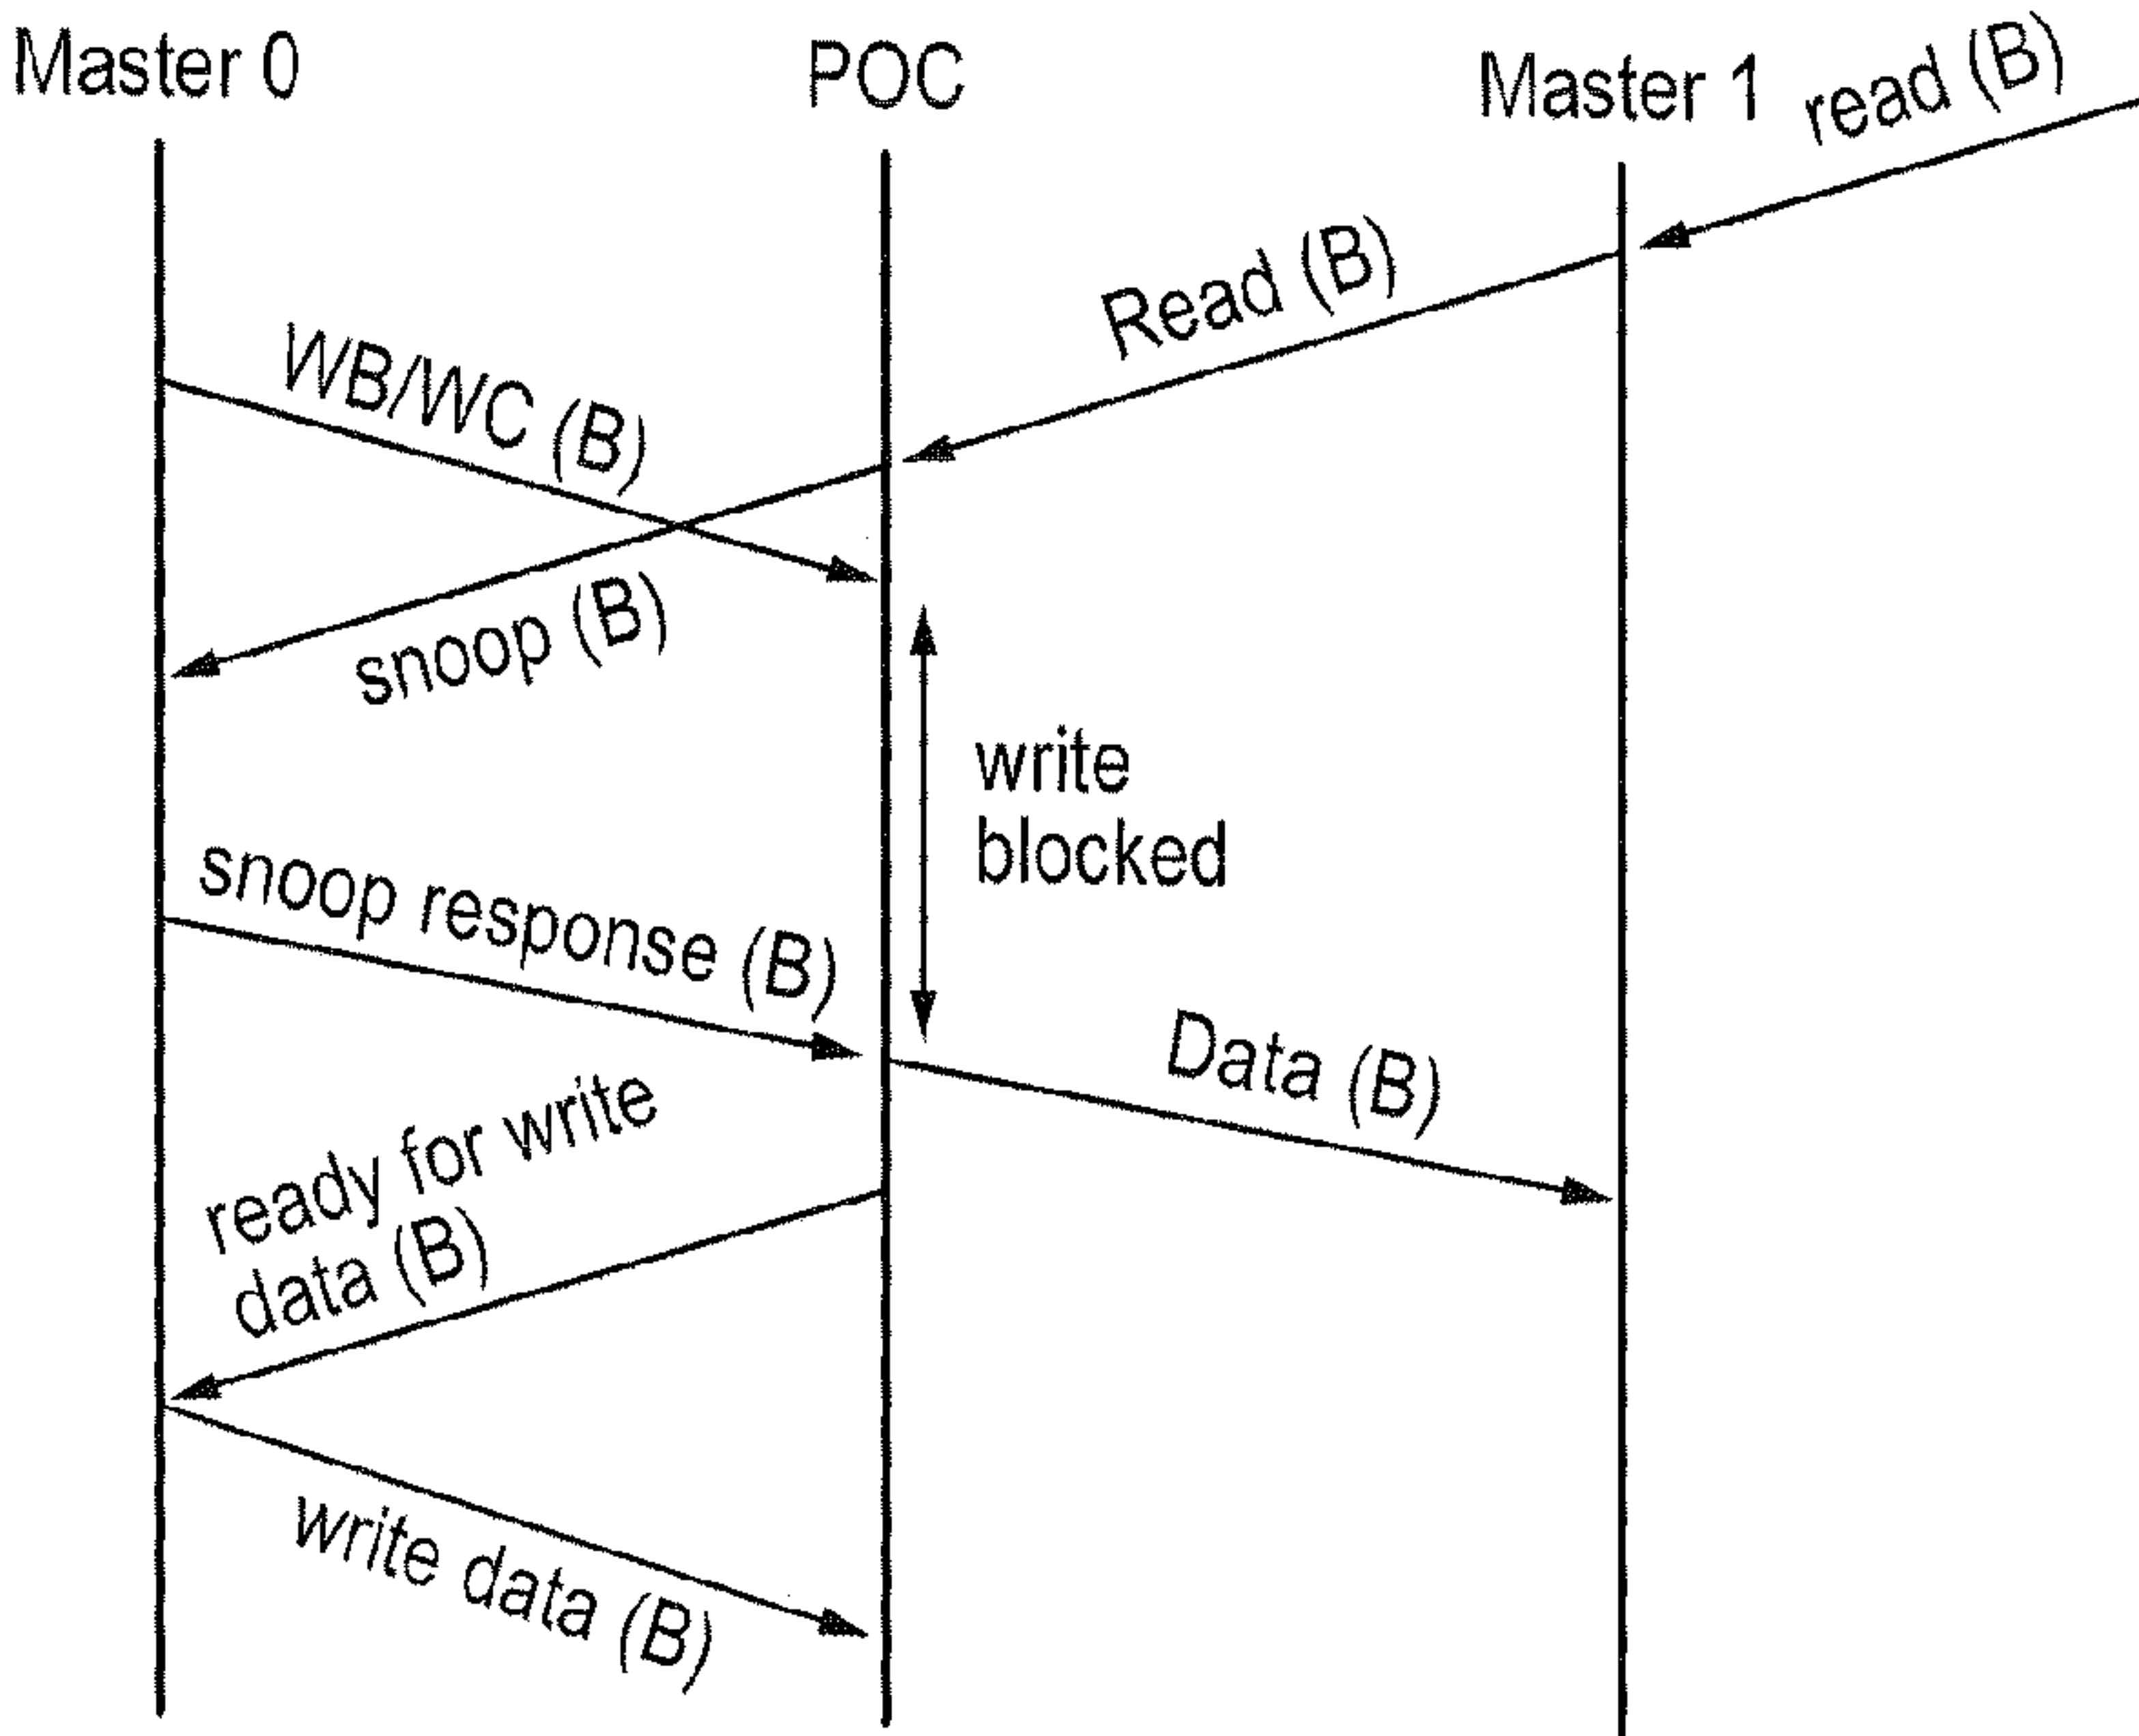 Master 0
POC
Master 1
read (B)
Read (B)
WB/WC (B)
snoop (B)
write
blocked
snoop response (B)
Data (B)
ready for write
data (B)
write data (B)